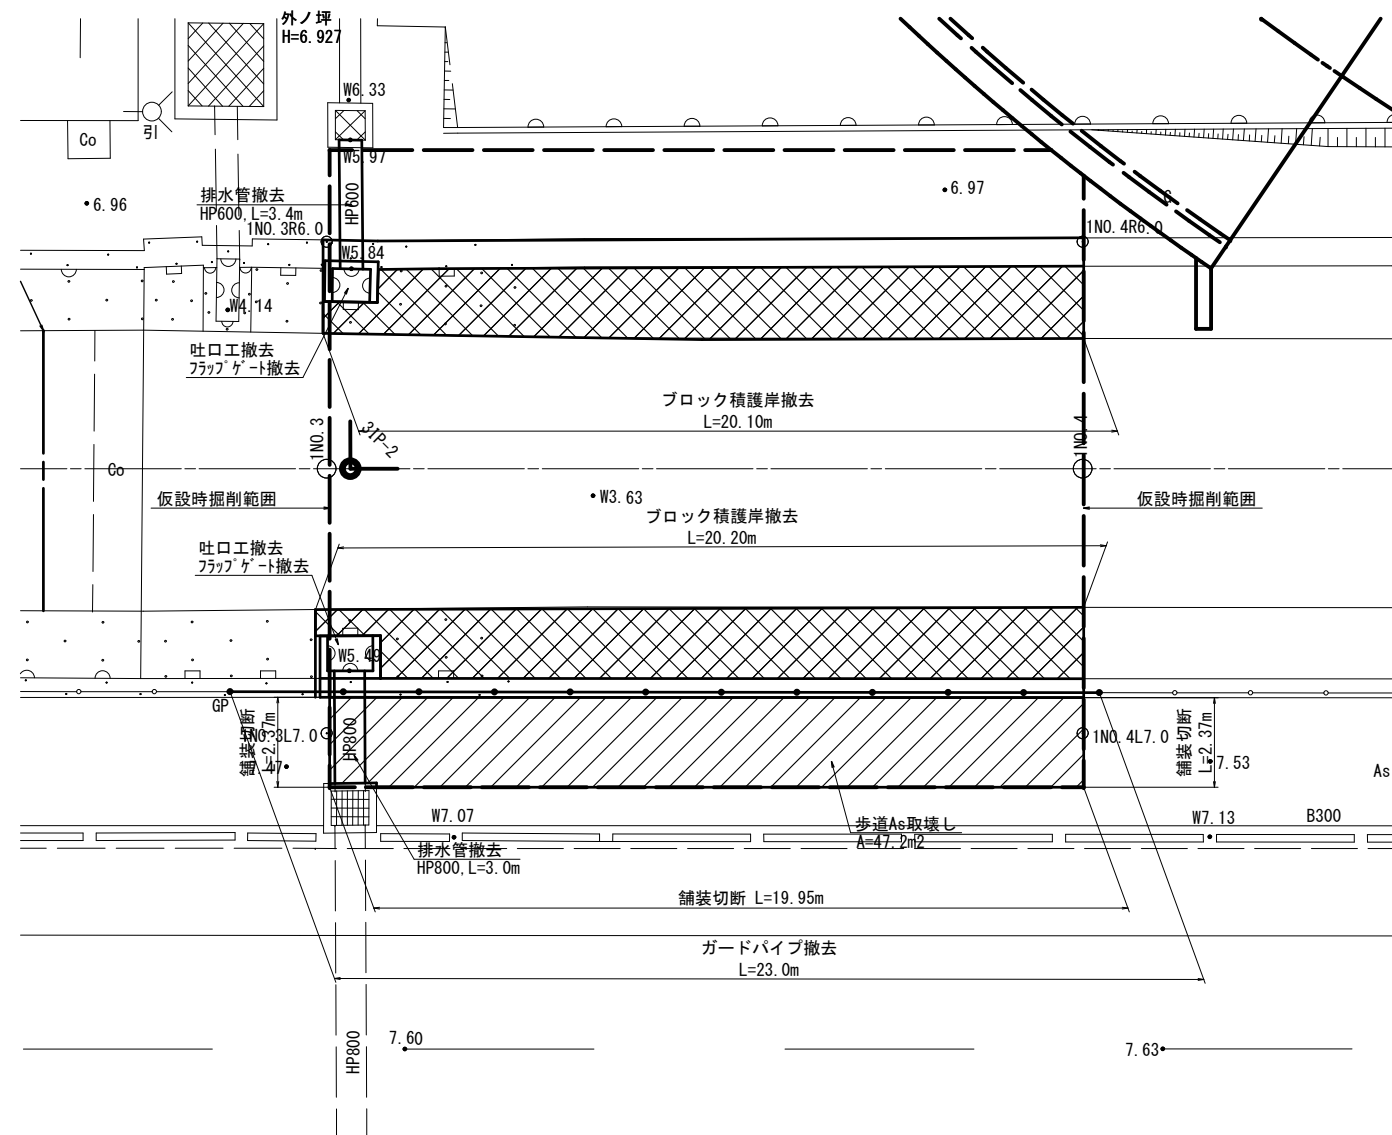 外ノ坪
H=6.927
W6.33
引
Co
W5.97
排水管撤去
HP600,L=3.4m
HP600
6.96
6.97
G
1NO.3R6.0
1NO.4R6.0
W5.84
W4.14
吐口工撤去
フラップゲート撤去
ブロック積護岸撤去
L=20.10m
1NO.3
3IP-2
1NO.4
Co
仮設時掘削範囲
W3.63
仮設時掘削範囲
ブロック積護岸撤去
L=20.20m
吐口工撤去
フラップゲート撤去
W5.49
GP
舗装切断
L=2.37m
1NO.3L7.0
HP800
1NO.4L7.0
舗装切断
L=2.37m
7.53
As
W7.07
歩道As取壊し
A=47.2m2
W7.13
B300
排水管撤去
HP800,L=3.0m
舗装切断 L=19.95m
ガードパイプ撤去
L=23.0m
HP800
7.60
7.63